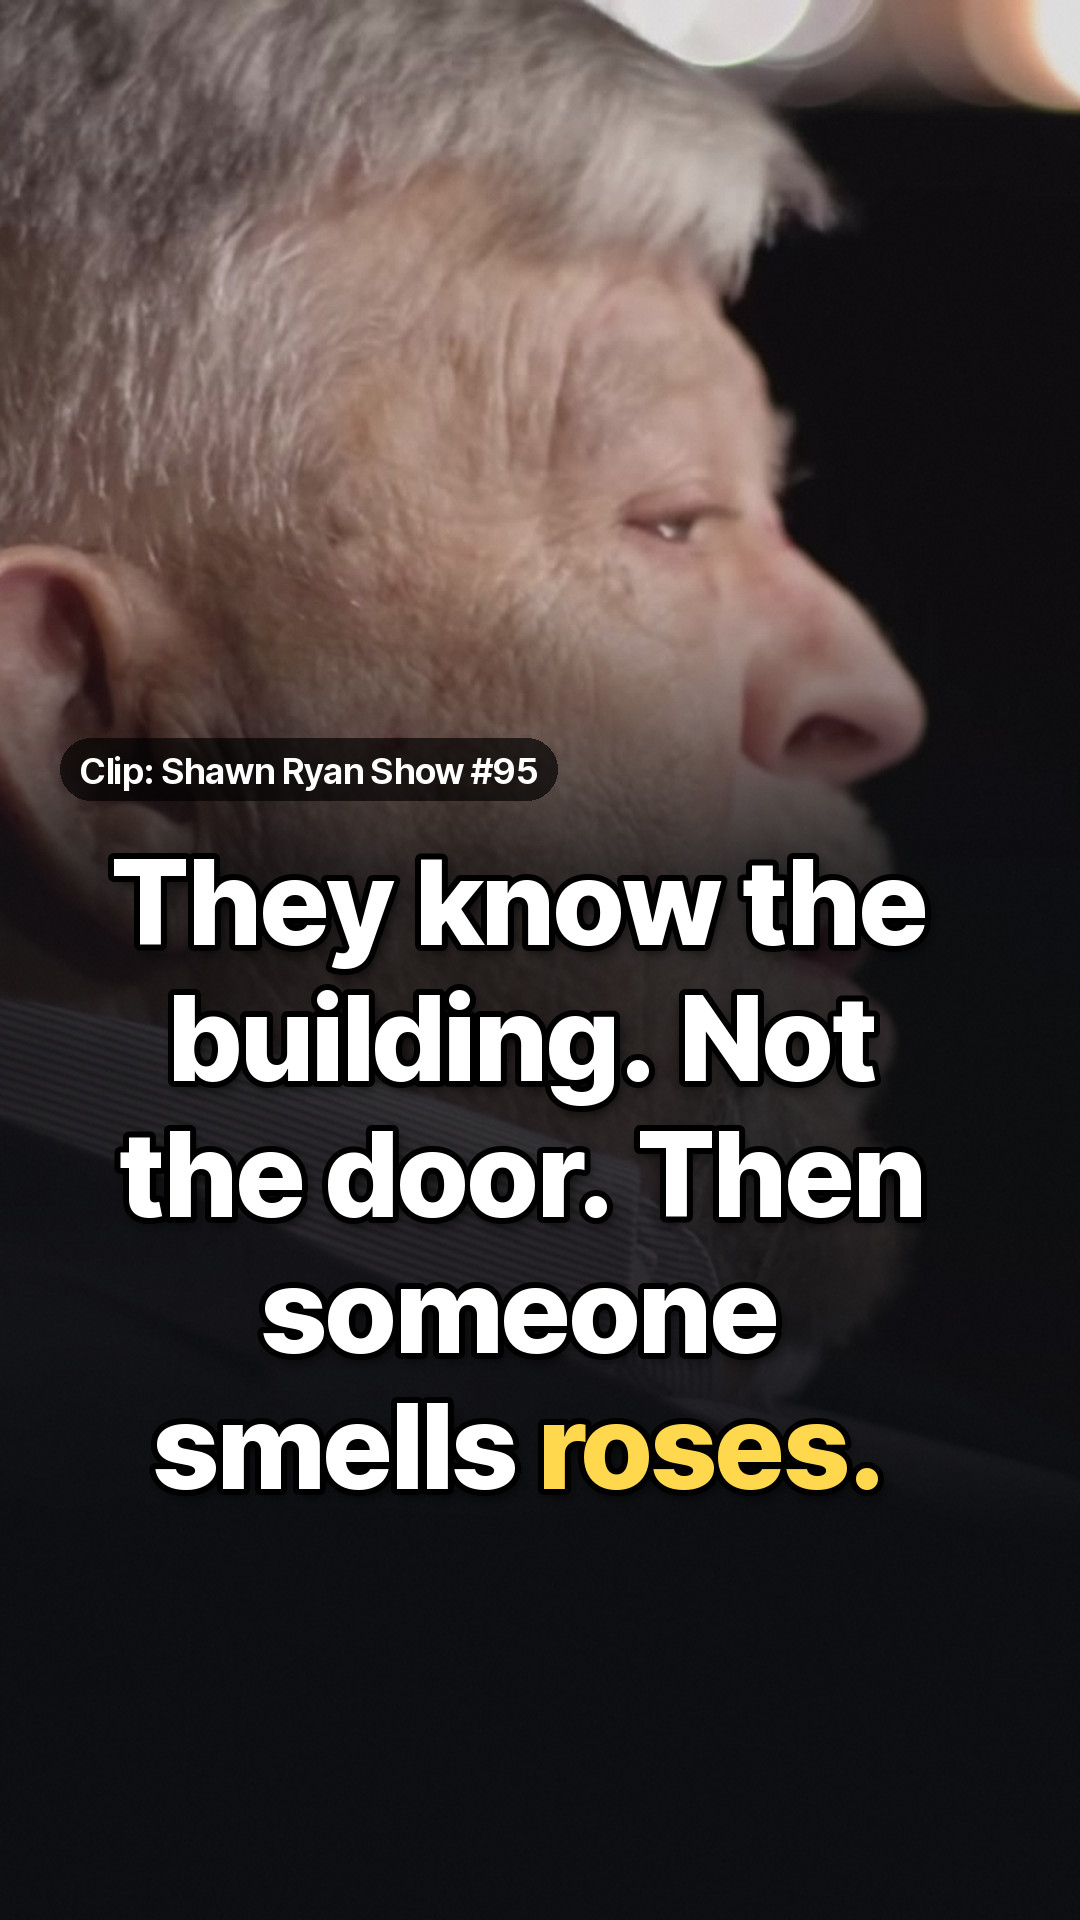 Clip: Shawn Ryan Show #95
They know the
building. Not
the door. Then
someone
smells roses.